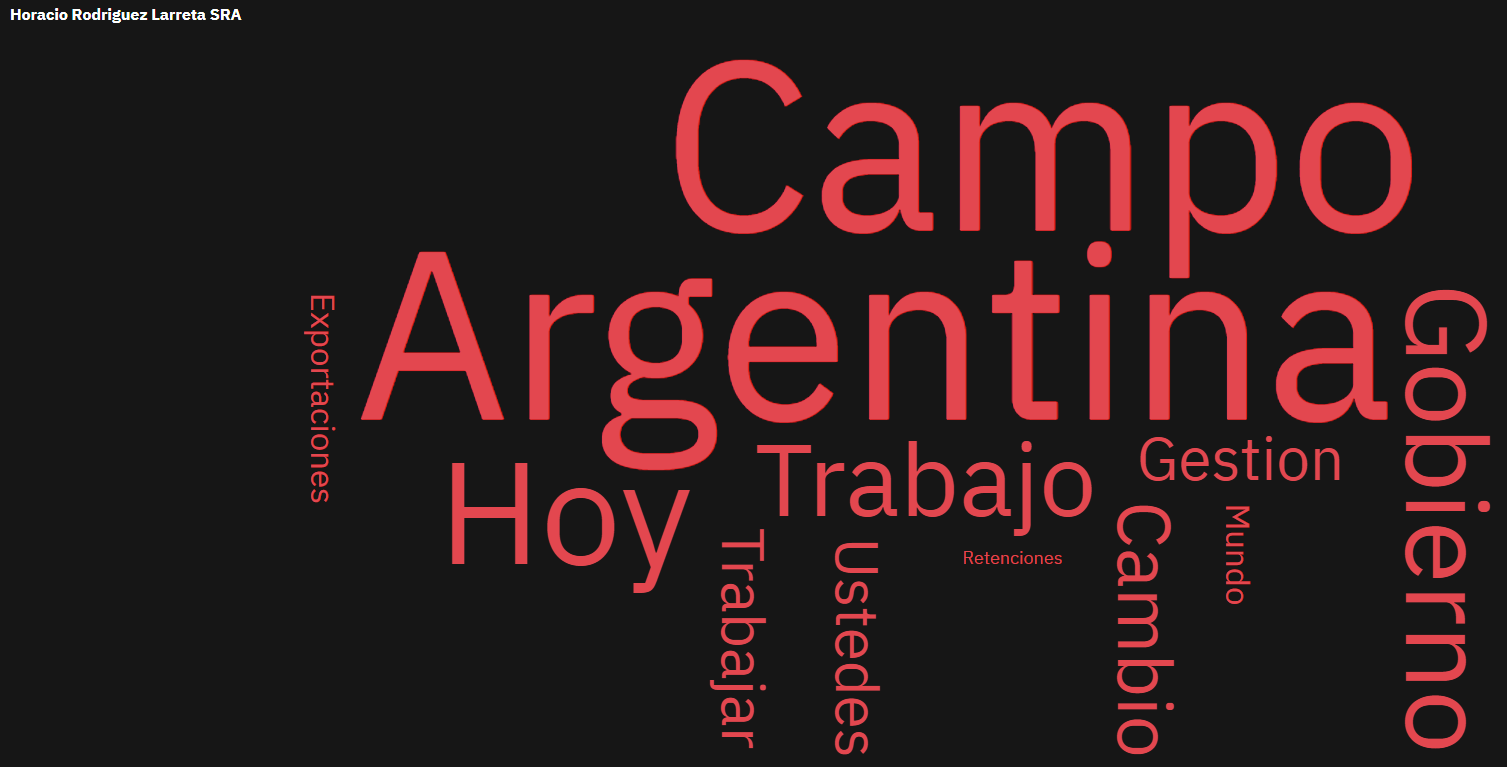 Horacio Rodriguez Larreta SRA
Campo
Argentina
Exportaciones
Gobierno
Hoy
Trabajo
Gestion
Trabajar
Ustedes
Retenciones
Cambio
Mundo